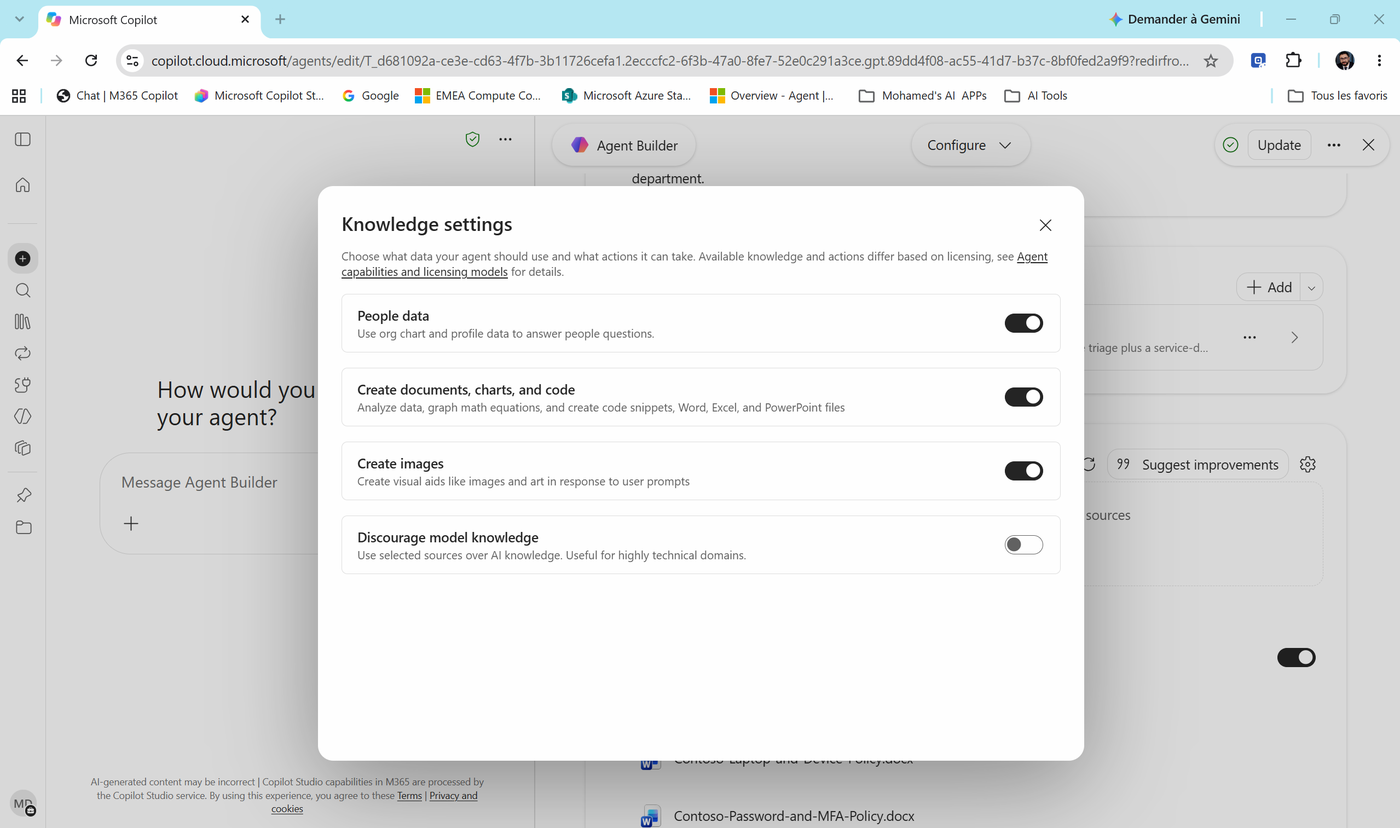 Microsoft Copilot
Demander à Gemini
copilot.cloud.microsoft/agents/edit/T_d681092a-ce3e-cd63-4f7b-3b11726cefa1.2ecccfc2-6f3b-47a0-8fe7-52e0c291a3ce.gpt.89dd4f08-ac55-41d7-b37c-8bf0fed2a9f9?redirfro...
Chat | M365 Copilot
Microsoft Copilot St...
Google
EMEA Compute Co...
Microsoft Azure Sta...
Overview - Agent |...
Mohamed's AI APPs
AI Tools
Tous les favoris
Agent Builder
Configure
Update
department.
Knowledge settings
Choose what data your agent should use and what actions it can take. Available knowledge and actions differ based on licensing, see Agent
capabilities and licensing models for details.
Add
People data
Use org chart and profile data to answer people questions.
triage plus a service-d...
Create documents, charts, and code
Analyze data, graph math equations, and create code snippets, Word, Excel, and PowerPoint files
How would you
your agent?
Create images
Create visual aids like images and art in response to user prompts
Suggest improvements
Message Agent Builder
sources
Discourage model knowledge
Use selected sources over AI knowledge. Useful for highly technical domains.
Contoso-Laptop-and-Device-Policy.docx
AI-generated content may be incorrect | Copilot Studio capabilities in M365 are processed by
the Copilot Studio service. By using this experience, you agree to these Terms | Privacy and
cookies
MD
Contoso-Password-and-MFA-Policy.docx